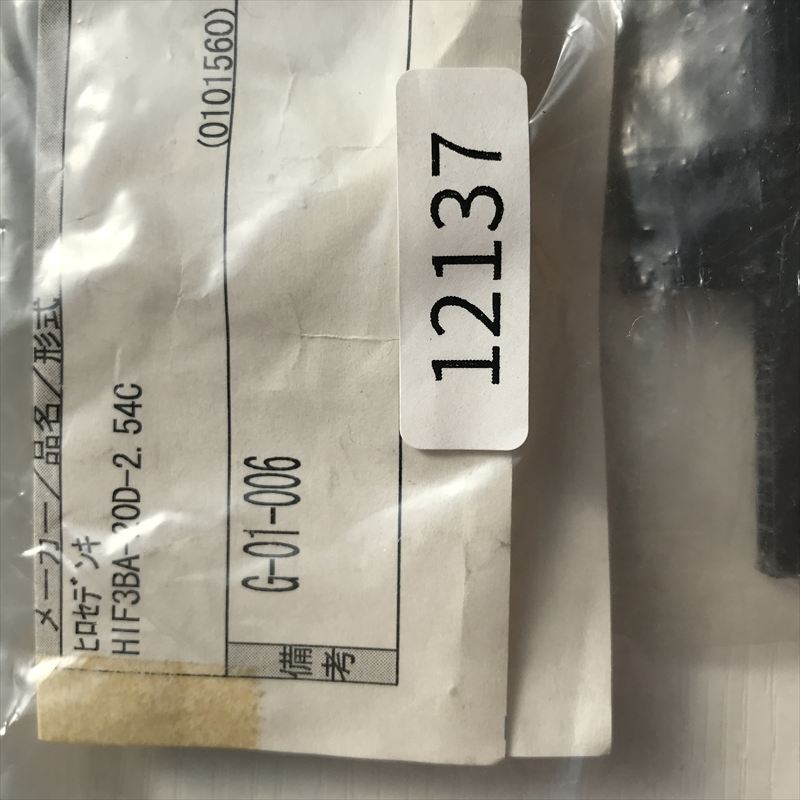 メーカー/品名/形式
ﾋﾛｾﾃﾞﾝｷ
HIF3BA-20D-2.54C
(0101560)
備考
G-01-006
12137